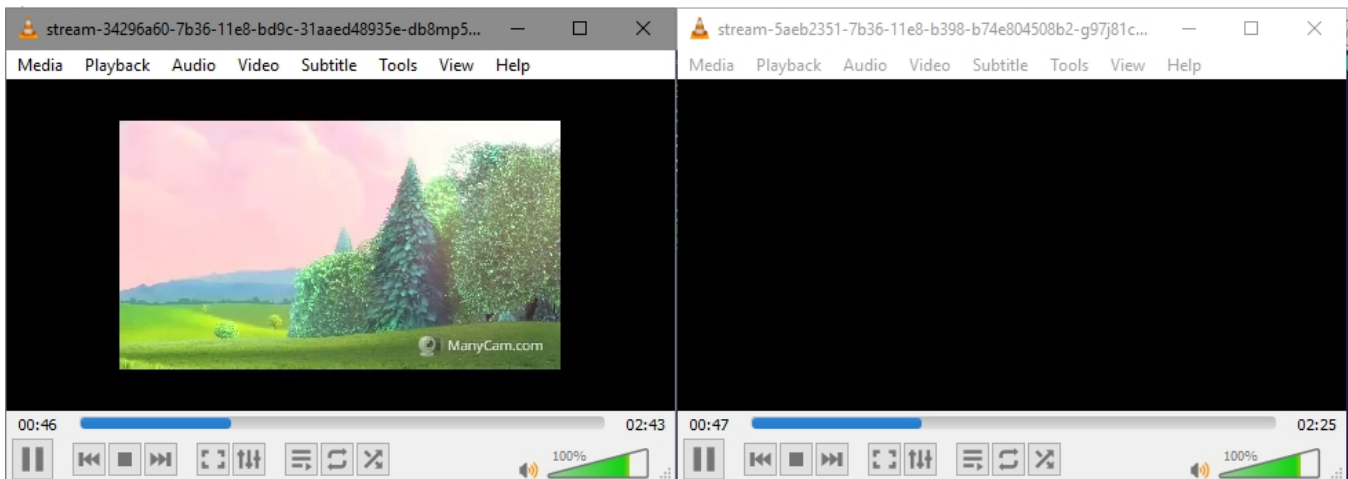 stream-34296a60-7b36-11e8-bd9c-31aaed48935e-db8mp5...
Media Playback Audio Video Subtitle Tools View Help
ManyCam.com
00:46
02:43
100%
stream-5aeb2351-7b36-11e8-b398-b74e804508b2-g97j81c...
Media Playback Audio Video Subtitle Tools View Help
00:47
02:25
100%